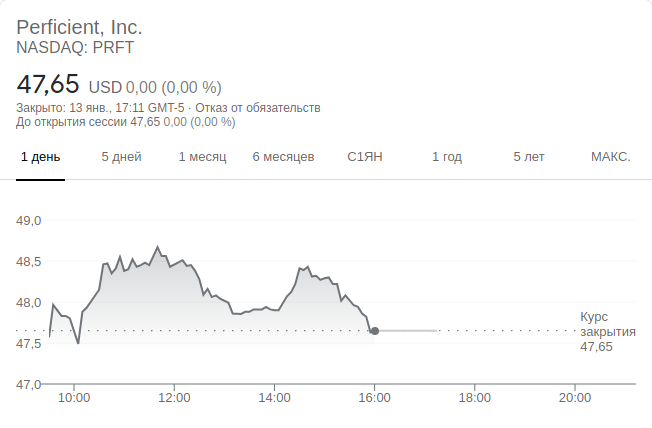 Perficient, Inc.
NASDAQ: PRFT
47,65 USD 0,00 (0,00 %)
Закрыто: 13 янв., 17:11 GMT-5 · Отказ от обязательств
До открытия сессии 47,65 0,00 (0,00 %)
1 день 5 дней 1 месяц 6 месяцев С1ЯН 1 год 5 лет МАКС.
49,0
48,5
48,0
47,5
47,0
Курс
закрытия
47,65
10:00 12:00 14:00 16:00 18:00 20:00